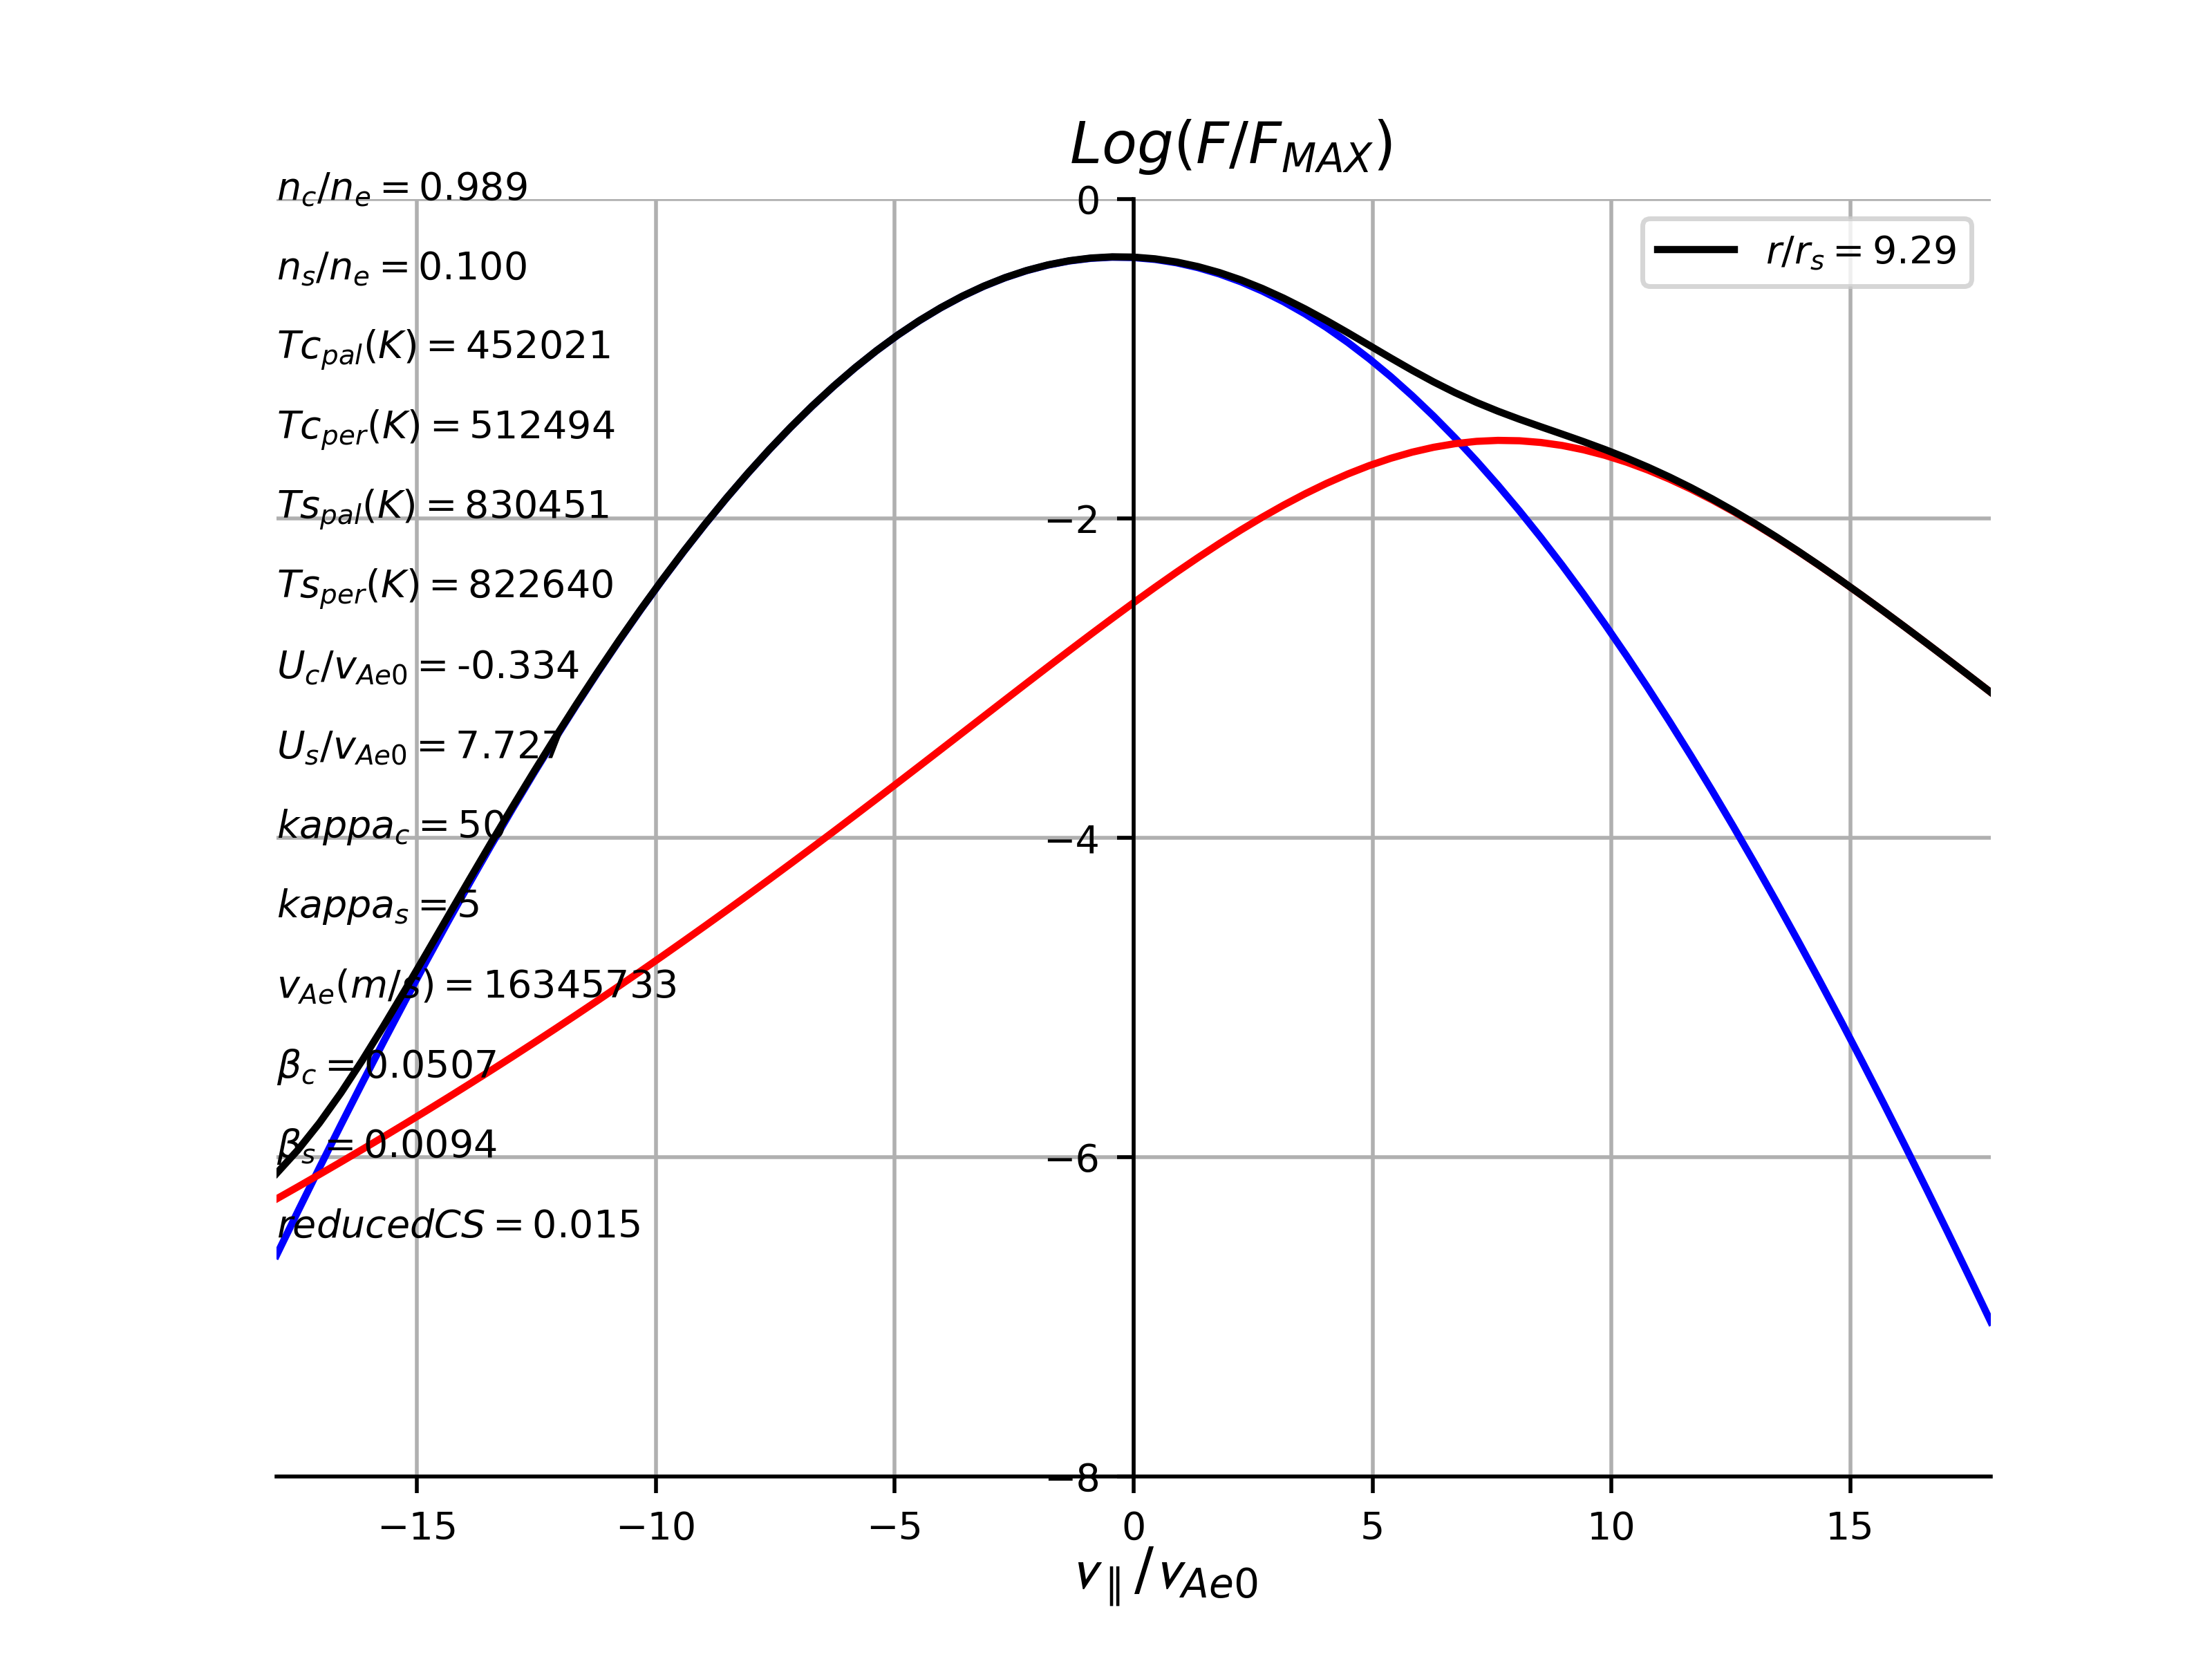 Log(F/F_MAX)
n_c/n_e = 0.989
n_s/n_e = 0.100
Tc_pal(K) = 452021
Tc_per(K) = 512494
Ts_pal(K) = 830451
Ts_per(K) = 822640
U_c/v_Ae0 = -0.334
U_s/v_Ae0 = 7.727
kappa_c = 50
kappa_s = 5
v_Ae(m/s) = 16345733
β_c = 0.0507
β_s = 0.0094
reducedCS = 0.015
r/r_s = 9.29
0
−2
−4
−6
−8
−15 −10 −5 0 5 10 15
v_∥/v_Ae0